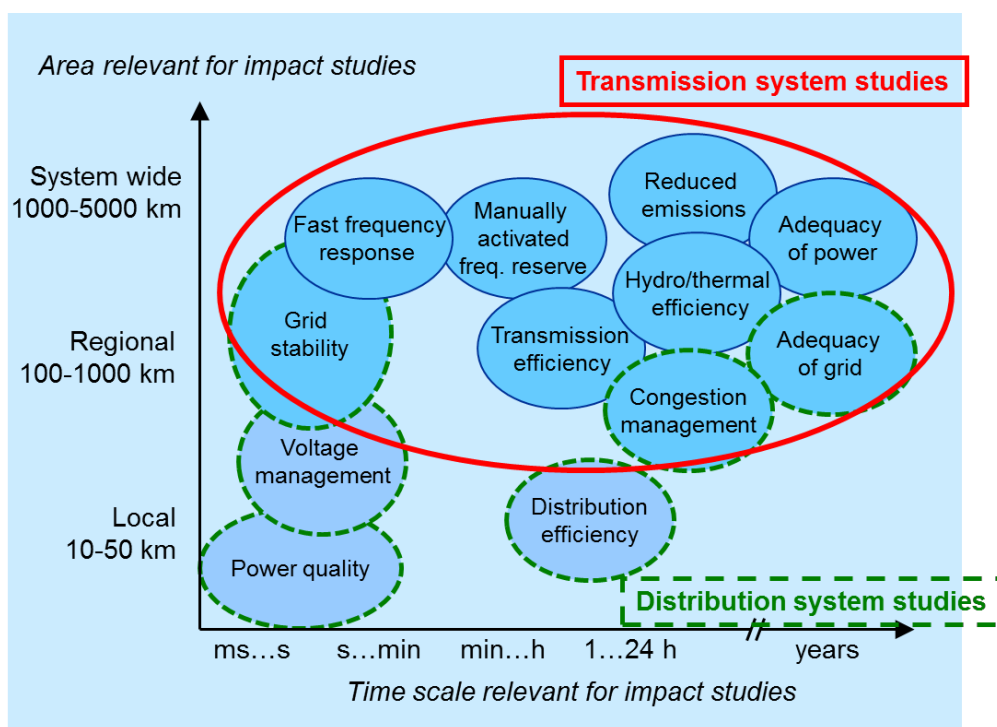 Area relevant for impact studies
Transmission system studies
System wide
1000-5000 km
Regional
100-1000 km
Local
10-50 km
Fast frequency
response
Manually
activated
freq. reserve
Reduced
emissions
Adequacy
of power
Hydro/thermal
efficiency
Grid
stability
Transmission
efficiency
Adequacy
of grid
Congestion
management
Voltage
management
Distribution
efficiency
Power quality
Distribution system studies
ms…s
s…min
min…h
1…24 h
years
Time scale relevant for impact studies